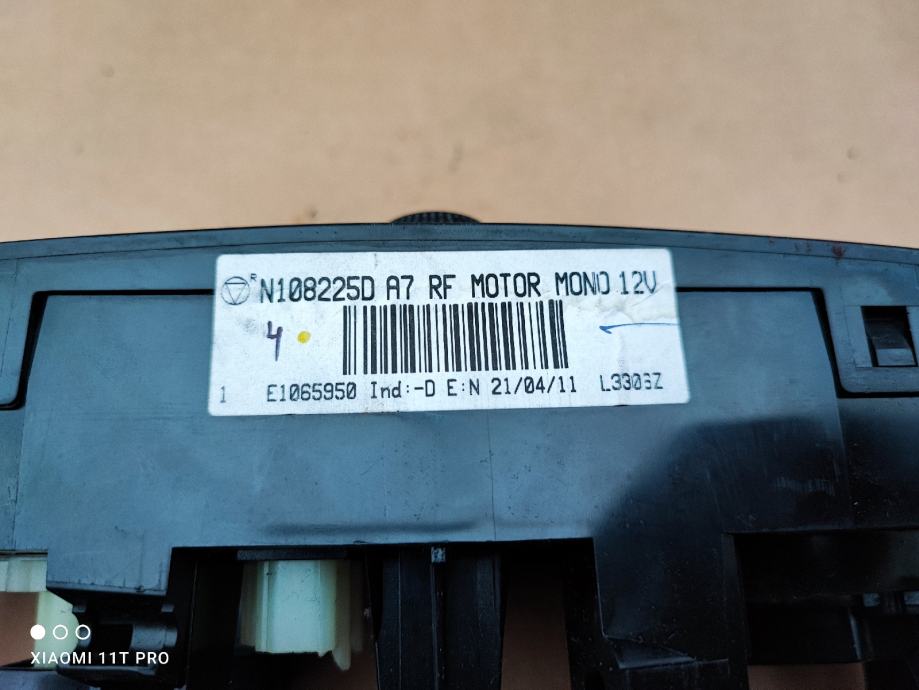 R N108225D A7 RF MOTOR MONO 12V
4
1 E1065950 Ind:-D E:N 21/04/11 L3303Z
XIAOMI 11T PRO